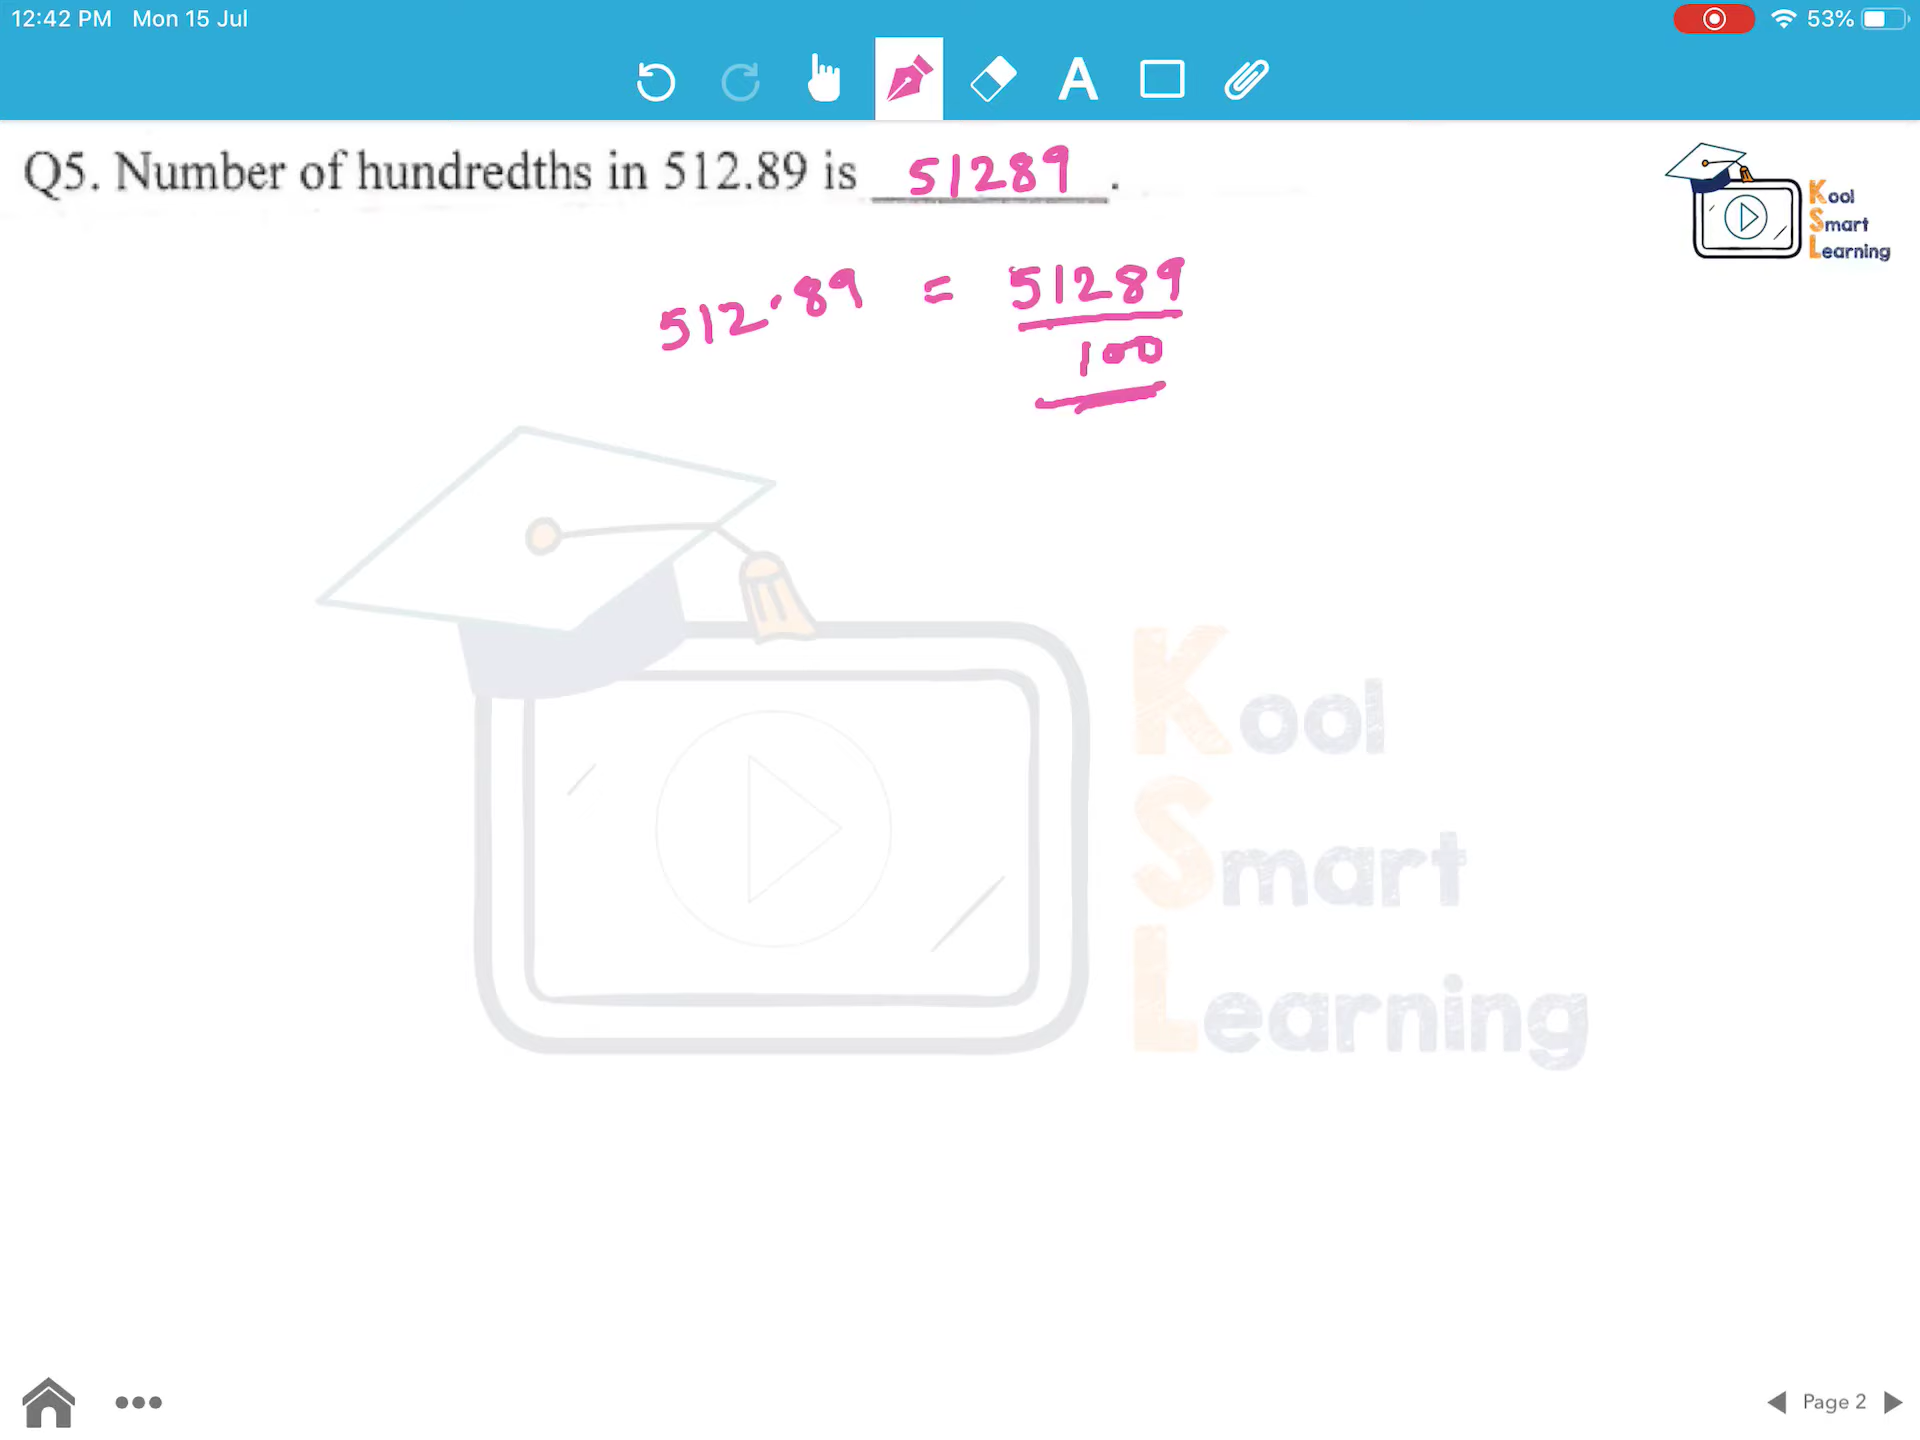 12:42 PM Mon 15 Jul
53%
A
Q5. Number of hundredths in 512.89 is 51289.
Kool
Smart
Learning
512.89 = 51289
100
Kool
Smart
Learning
Page 2